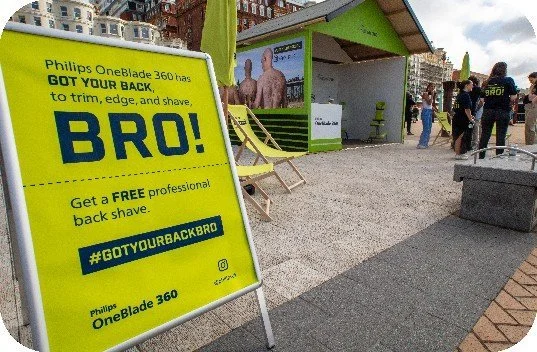 Philips OneBlade 360 has
GOT YOUR BACK,
to trim, edge, and shave,
BRO!
Get a FREE professional
back shave.
#GOTYOURBACKBRO
Philips
OneBlade 360
BRO!